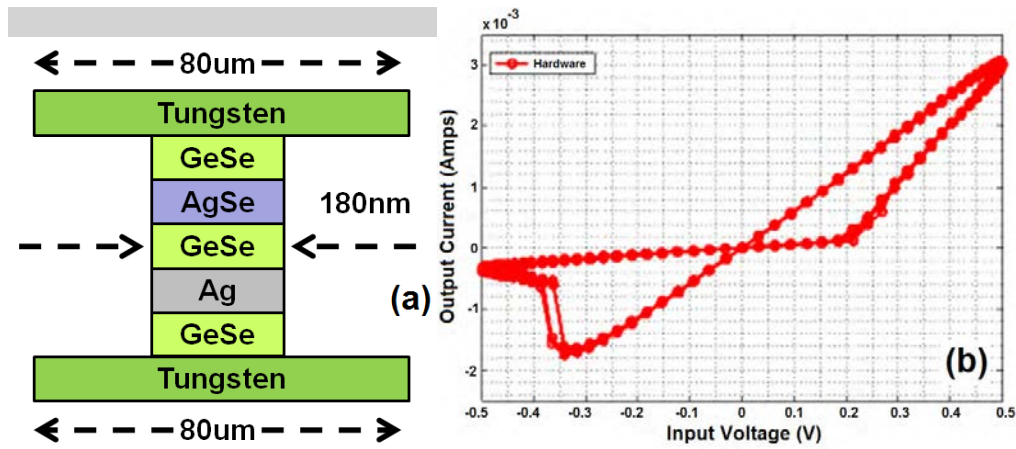 80um
Tungsten
GeSe
AgSe
180nm
GeSe
Ag
(a)
GeSe
Tungsten
80um
x 10^-3
Hardware
3
2
1
0
-1
-2
Output Current (Amps)
(b)
-0.5 -0.4 -0.3 -0.2 -0.1 0 0.1 0.2 0.3 0.4 0.5
Input Voltage (V)